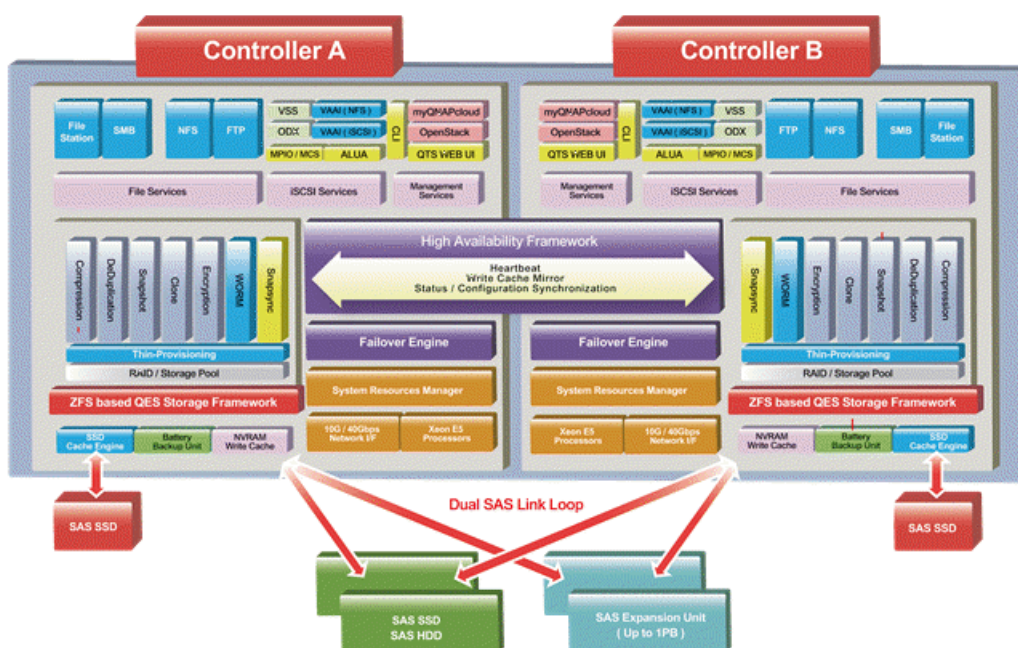 Controller A
Controller B
File
Station
SMB
NFS
FTP
VSS
VAAI ( NFS )
ODX
VAAI ( iSCSI )
MPIO / MCS
ALUA
CLI
myQNAPcloud
OpenStack
QTS WEB UI
myQNAPcloud
OpenStack
QTS WEB UI
CLI
VAAI ( NFS )
VSS
VAAI ( iSCSI )
ODX
ALUA
MPIO / MCS
FTP
NFS
SMB
File
Station
File Services
iSCSI Services
Management
Services
Management
Services
iSCSI Services
File Services
High Availability Framework
Heartbeat
Write Cache Mirror
Status / Configuration Synchronization
Compression
DeDuplication
Snapshot
Clone
Encryption
WORM
Snapsync
Snapsync
WORM
Encryption
Clone
Snapshot
DeDuplication
Compression
Thin-Provisioning
RAID / Storage Pool
ZFS based QES Storage Framework
Failover Engine
System Resources Manager
10G / 40Gbps
Network I/F
Xeon E5
Processors
Failover Engine
System Resources Manager
Xeon E5
Processors
10G / 40Gbps
Network I/F
Thin-Provisioning
RAID / Storage Pool
ZFS based QES Storage Framework
SSD
Cache Engine
Battery
Backup Unit
NVRAM
Write Cache
NVRAM
Write Cache
Battery
Backup Unit
SSD
Cache Engine
SAS SSD
Dual SAS Link Loop
SAS SSD
SAS SSD
SAS HDD
SAS Expansion Unit
( Up to 1PB )